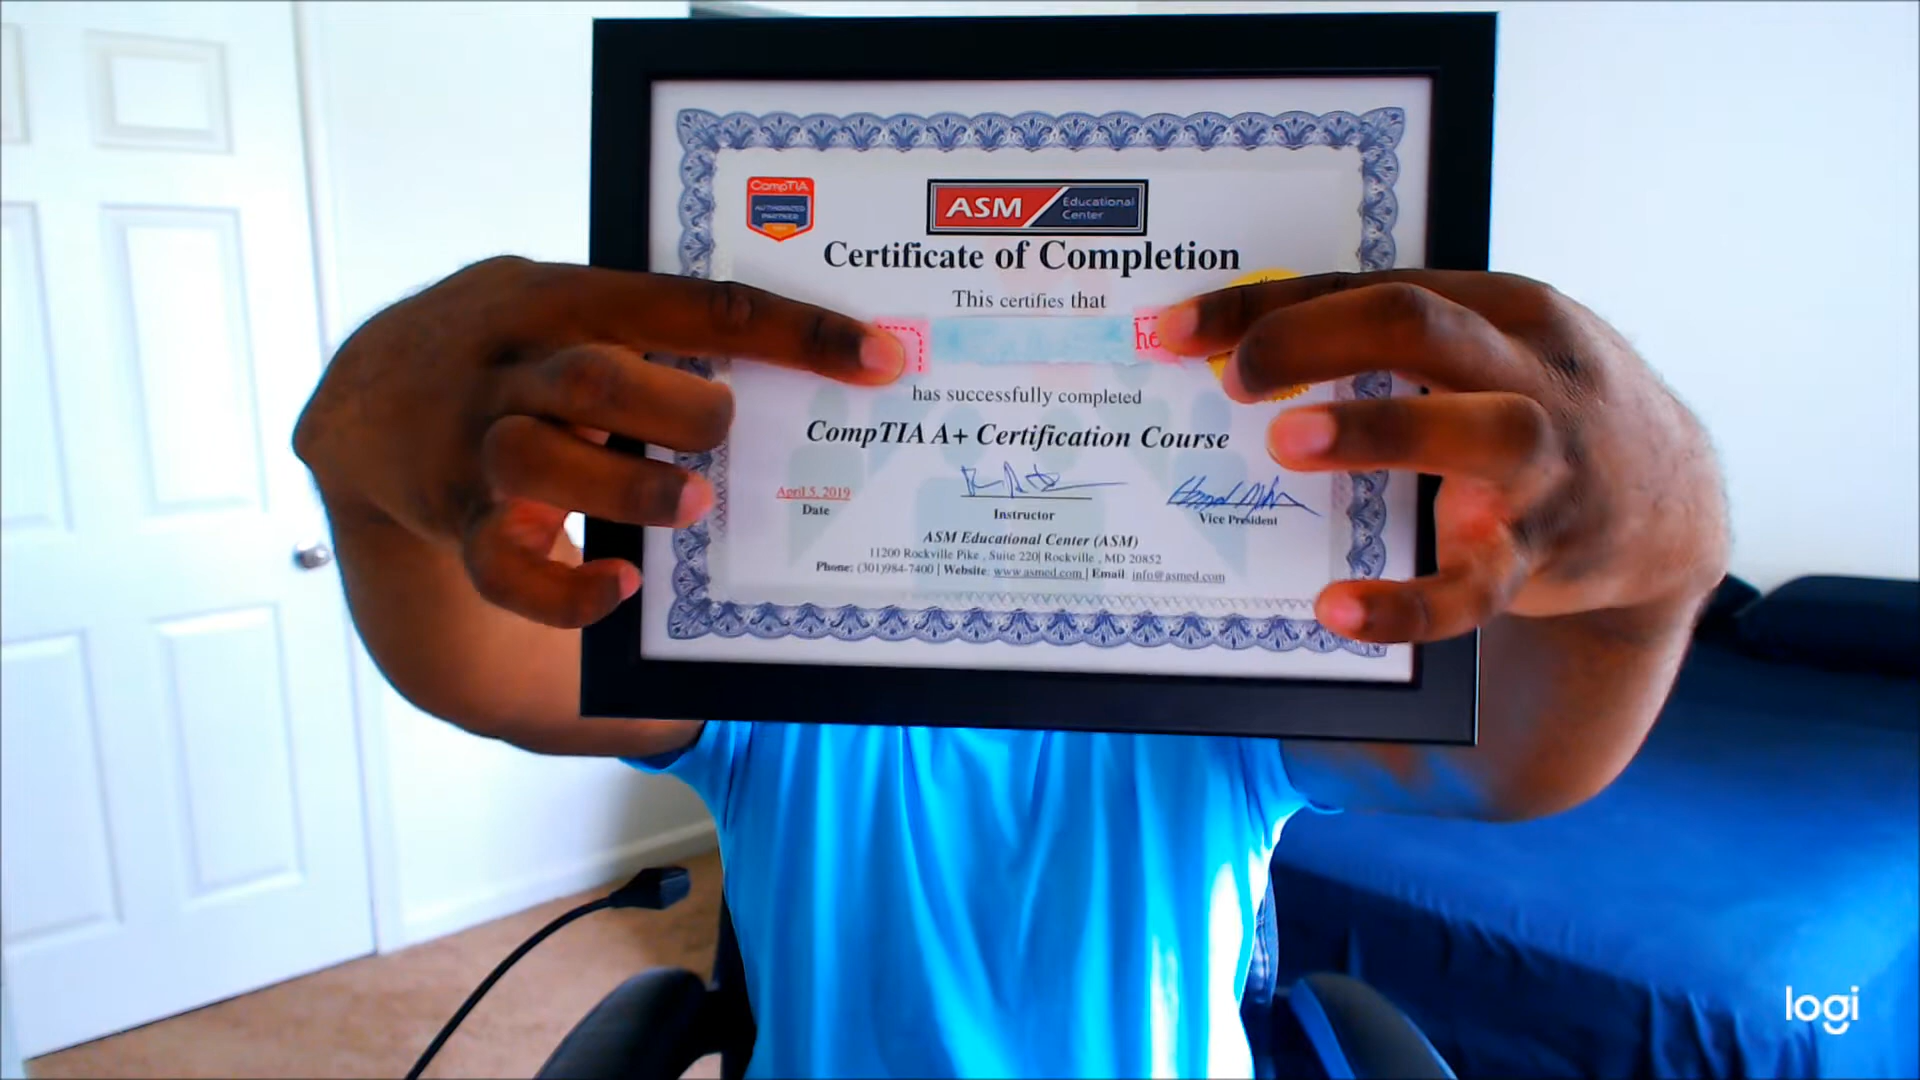 CompTIA
AUTHORIZED
PARTNER
ASM Educational
Center
Certificate of Completion
This certifies that
he
has successfully completed
CompTIA A+ Certification Course
April 5, 2019
Date
Instructor
Vice President
ASM Educational Center (ASM)
11200 Rockville Pike , Suite 220| Rockville , MD 20852
Phone: (301)984-7400 | Website: www.asmed.com | Email: info@asmed.com
logi